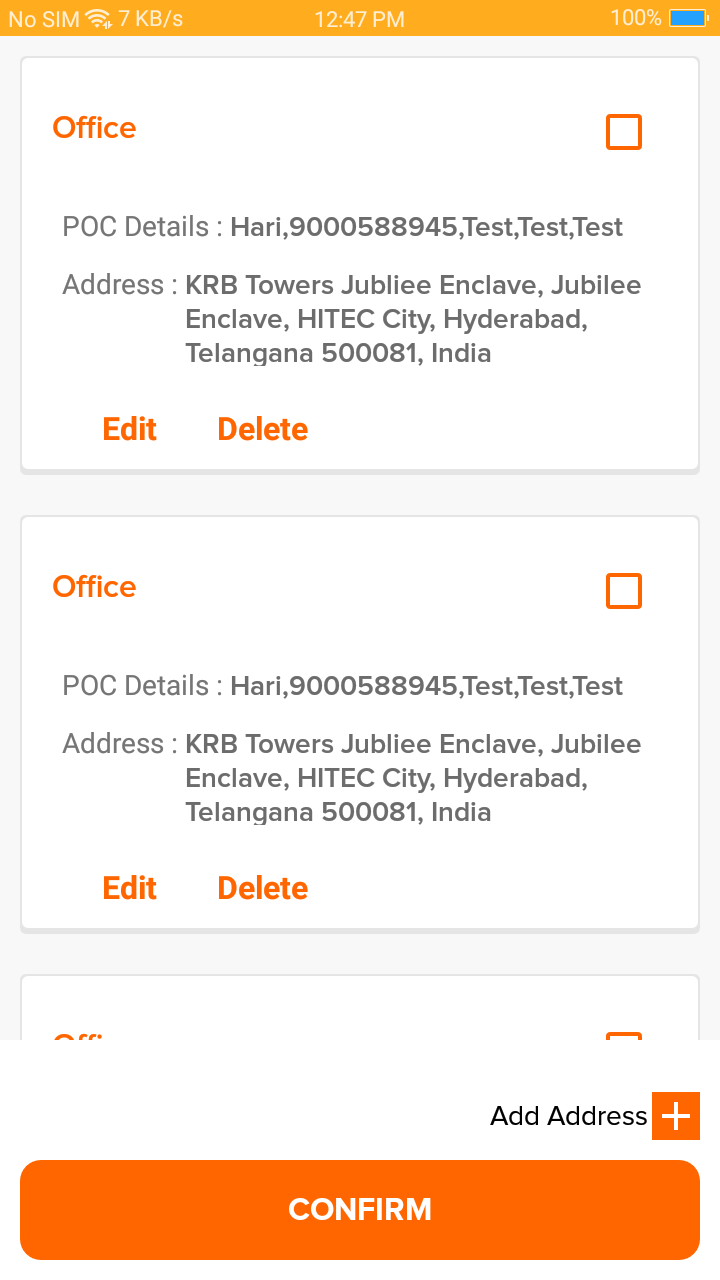 No SIM 7 KB/s 12:47 PM 100%
Office
POC Details : Hari,9000588945,Test,Test,Test
Address : KRB Towers Jubliee Enclave, Jubilee
Enclave, HITEC City, Hyderabad,
Telangana 500081, India
Edit Delete
Office
POC Details : Hari,9000588945,Test,Test,Test
Address : KRB Towers Jubliee Enclave, Jubilee
Enclave, HITEC City, Hyderabad,
Telangana 500081, India
Edit Delete
Add Address
CONFIRM